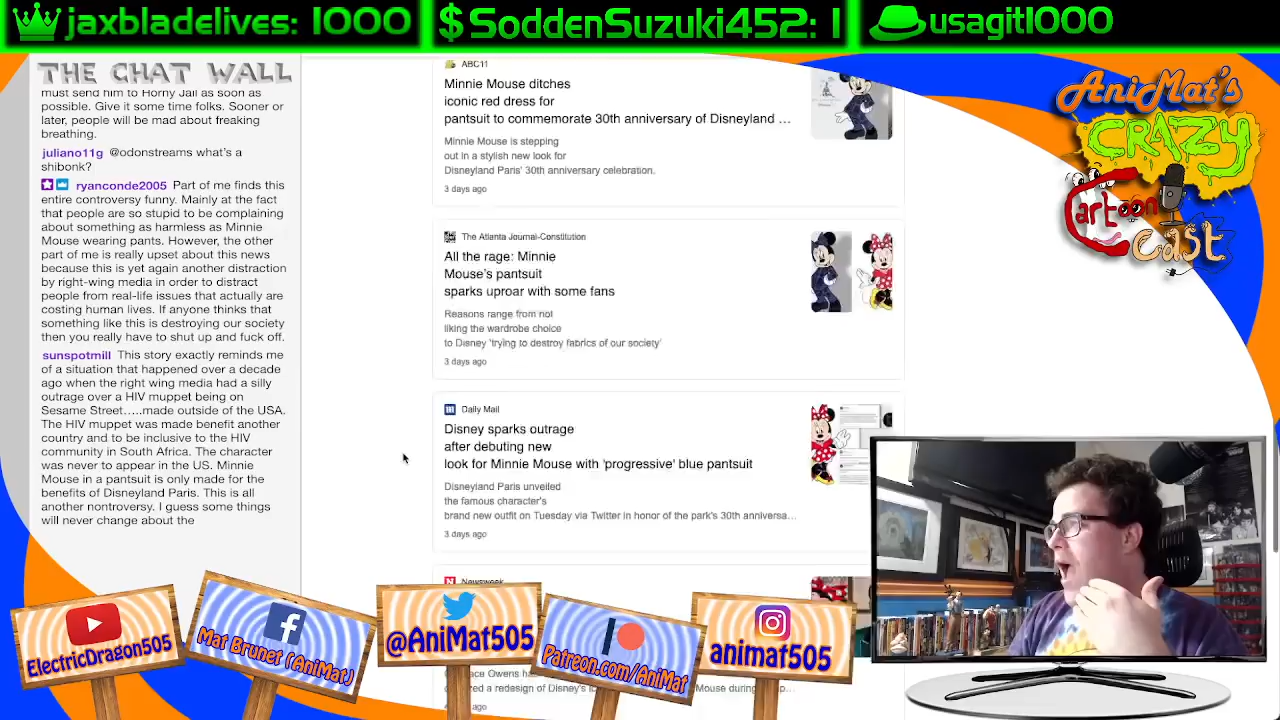 jaxbladelives: 1000
$ SoddenSuzuki452: 1
usagit1000
THE CHAT WALL
must send him to Horny Jail as soon as
possible. Give it some time folks. Sooner or
later, people will be mad about freaking
breathing.
juliano11g @odonstreams what's a
shibonk?
ryanconde2005 Part of me finds this
entire controversy funny. Mainly at the fact
that people are so stupid to be complaining
about something as harmless as Minnie
Mouse wearing pants. However, the other
part of me is really upset about this news
because this is yet again another distraction
by right-wing media in order to distract
people from real-life issues that actually are
costing human lives. If anyone thinks that
something like this is destroying our society
then you really have to shut up and fuck off.
sunspotmill This story exactly reminds me
of a situation that happened over a decade
ago when the right wing media had a silly
outrage over a HIV muppet being on
Sesame Street.....made outside of the USA.
The HIV muppet was made benefit another
country and to be inclusive to the HIV
community in South Africa. The character
was never to appear in the US. Minnie
Mouse in a pantsuit is only made for the
benefits of Disneyland Paris. This is all
another nontroversy. I guess some things
will never change about the
ABC11
Minnie Mouse ditches
iconic red dress for
pantsuit to commemorate 30th anniversary of Disneyland ...
Minnie Mouse is stepping
out in a stylish new look for
Disneyland Paris' 30th anniversary celebration.
3 days ago
The Atlanta Journal-Constitution
All the rage: Minnie
Mouse's pantsuit
sparks uproar with some fans
Reasons range from not
liking the wardrobe choice
to Disney 'trying to destroy fabrics of our society'
3 days ago
Daily Mail
Disney sparks outrage
after debuting new
look for Minnie Mouse with 'progressive' blue pantsuit
Disneyland Paris unveiled
the famous character's
brand new outfit on Tuesday via Twitter in honor of the park's 30th anniversa...
3 days ago
Newsweek
Owens
a redesign of Disney's
Mouse during
ago
AniMat's
CRAZY
Cartoon
Cast
ElectricDragon505
Mat Brunet (AniMat)
@AniMat505
Patreon.com/AniMat
animat505